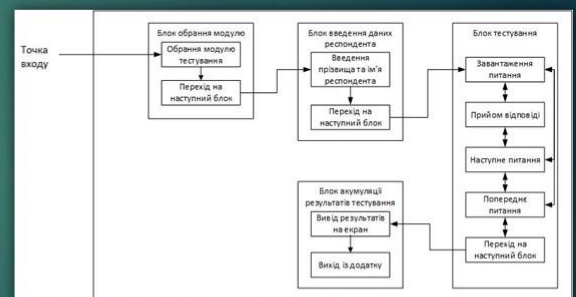 Точка
входу
Блок обрання модулю
Обрання модулю
тестування
Перехід на
наступний блок
Блок введення даних
респондента
Введення
прізвища та ім'я
респондента
Перехід на
наступний блок
Блок тестування
Завантаження
питання
Прийом відповіді
Наступне питання
Попереднє
питання
Перехід на
наступний блок
Блок акумуляції
результатів тестування
Вивід результатів
на екран
Вихід із додатку